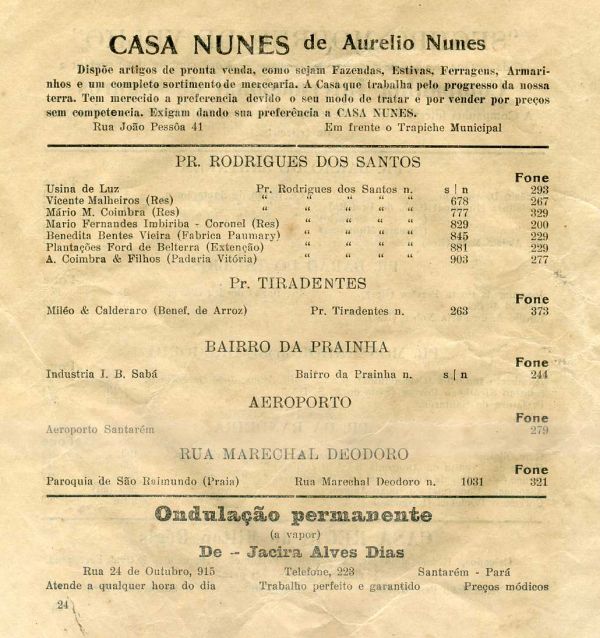 CASA NUNES de Aurelio Nunes
Dispõe artigos de pronta venda, como sejam Fazendas, Estivas, Ferragens, Armari-
nhos e um completo sortimento de mercearia. A Casa que trabalha pelo progresso da nossa
terra. Tem merecido a preferencia devido o seu modo de tratar e por vender por preços
sem competencia. Exigam dando sua preferência a CASA NUNES.
Rua João Pessôa 41 Em frente o Trapiche Municipal
PR. RODRIGUES DOS SANTOS
Fone
Usina de Luz Pr. Rodrigues dos Santos n. s | n 293
Vicente Malheiros (Res) “ “ “ “ “ 678 267
Mário M. Coimbra (Res) “ “ “ “ “ 777 329
Mario Fernandes Imbiriba - Coronel (Res) “ “ “ “ 829 200
Benedita Bentes Vieira (Fabrica Paumary) “ “ “ “ 845 229
Plantações Ford de Belterra (Extenção) “ “ “ “ “ 881 229
A. Coimbra & Filhos (Padaria Vitória) “ “ “ “ “ 903 277
Pr. TIRADENTES
Fone
Miléo & Calderaro (Benef. de Arroz) Pr. Tiradentes n. 263 373
BAIRRO DA PRAINHA
Fone
Industria I. B. Sabá Bairro da Prainha n. s | n 244
AEROPORTO
Fone
Aeroporto Santarém 279
RUA MARECHAL DEODORO
Fone
Paroquia de São Raimundo (Praia) Rua Marechal Deodoro n. 1031 321
Ondulação permanente
(a vapor)
De -- Jacira Alves Dias
Rua 24 de Outubro, 915 Telefone, 223 Santarém - Pará
Atende a qualquer hora do dia Trabalho perfeito e garantido Preços módicos
24